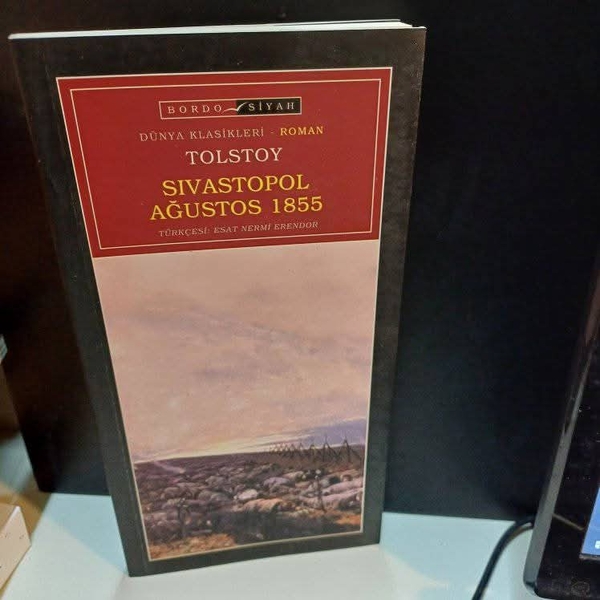 BORDO SİYAH
DÜNYA KLASİKLERİ - ROMAN
TOLSTOY
SIVASTOPOL
AĞUSTOS 1855
TÜRKÇESİ: ESAT NERMİ ERENDOR